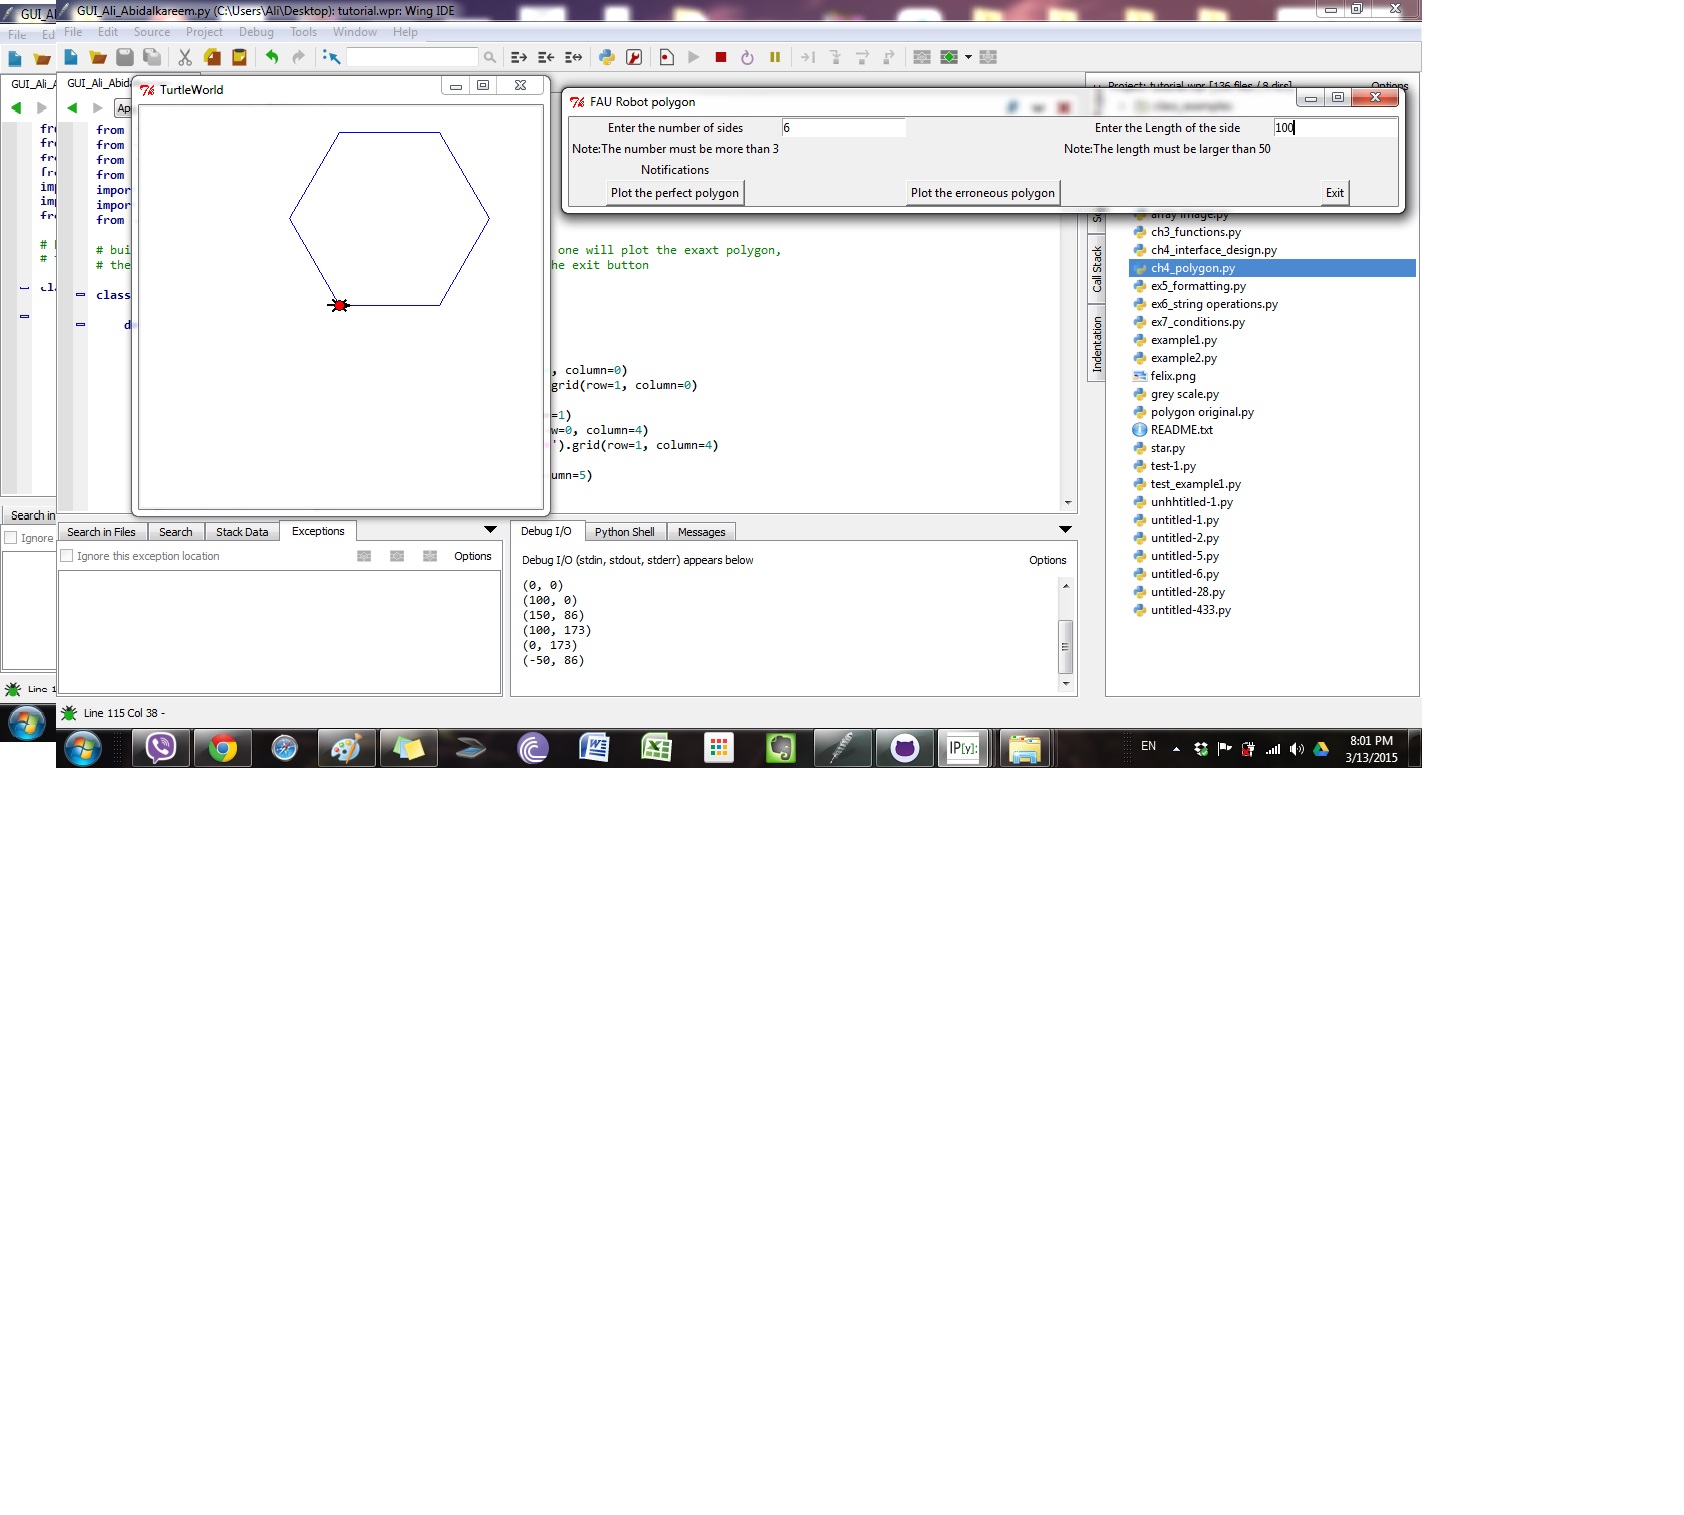 GUI_Al
GUI_Ali_Abidalkareem.py (C:\Users\Ali\Desktop): tutorial.wpr: Wing IDE
File Ed
File Edit Source Project Debug Tools Window Help
GUI_Ali_A
GUI_Ali_Abid
TurtleWorld
Project: tutorial.wpr [136 files / 8 dirs] Options
FAU Robot polygon
Enter the number of sides 6 Enter the Length of the side 100
Note:The number must be more than 3 Note:The length must be larger than 50
Notifications
Plot the perfect polygon Plot the erroneous polygon Exit
Ap
from
from
from
from
impor
impor
from
# bui one will plot the exaxt polygon,
# the he exit button
class
d
, column=0)
grid(row=1, column=0)
=1)
w=0, column=4)
').grid(row=1, column=4)
umn=5)
Call Stack
Indentation
array image.py
ch3_functions.py
ch4_interface_design.py
ch4_polygon.py
ex5_formatting.py
ex6_string operations.py
ex7_conditions.py
example1.py
example2.py
felix.png
grey scale.py
polygon original.py
README.txt
star.py
test-1.py
test_example1.py
unhhtitled-1.py
untitled-1.py
untitled-2.py
untitled-5.py
untitled-6.py
untitled-28.py
untitled-433.py
Search in
Ignore
Search in Files Search Stack Data Exceptions
Ignore this exception location Options
Debug I/O Python Shell Messages
Debug I/O (stdin, stdout, stderr) appears below Options
(0, 0)
(100, 0)
(150, 86)
(100, 173)
(0, 173)
(-50, 86)
Line 1
Line 115 Col 38 -
IP[y]:
EN
8:01 PM
3/13/2015